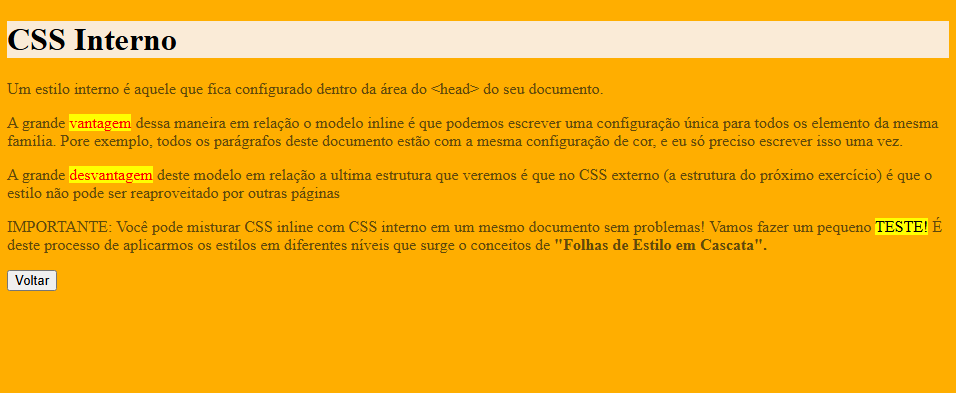 CSS Interno
Um estilo interno é aquele que fica configurado dentro da área do <head> do seu documento.
A grande vantagem dessa maneira em relação o modelo inline é que podemos escrever uma configuração única para todos os elemento da mesma
familia. Pore exemplo, todos os parágrafos deste documento estão com a mesma configuração de cor, e eu só preciso escrever isso uma vez.
A grande desvantagem deste modelo em relação a ultima estrutura que veremos é que no CSS externo (a estrutura do próximo exercício) é que o
estilo não pode ser reaproveitado por outras páginas
IMPORTANTE: Você pode misturar CSS inline com CSS interno em um mesmo documento sem problemas! Vamos fazer um pequeno TESTE! É
deste processo de aplicarmos os estilos em diferentes níveis que surge o conceitos de "Folhas de Estilo em Cascata".
Voltar